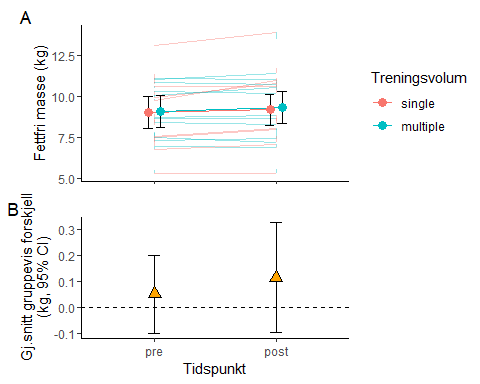 A
Fettfri masse (kg)
12.5
10.0
7.5
5.0
Treningsvolum
single
multiple
B
Gj.snitt gruppevis forskjell
(kg, 95% CI)
0.3
0.2
0.1
0.0
-0.1
pre
post
Tidspunkt